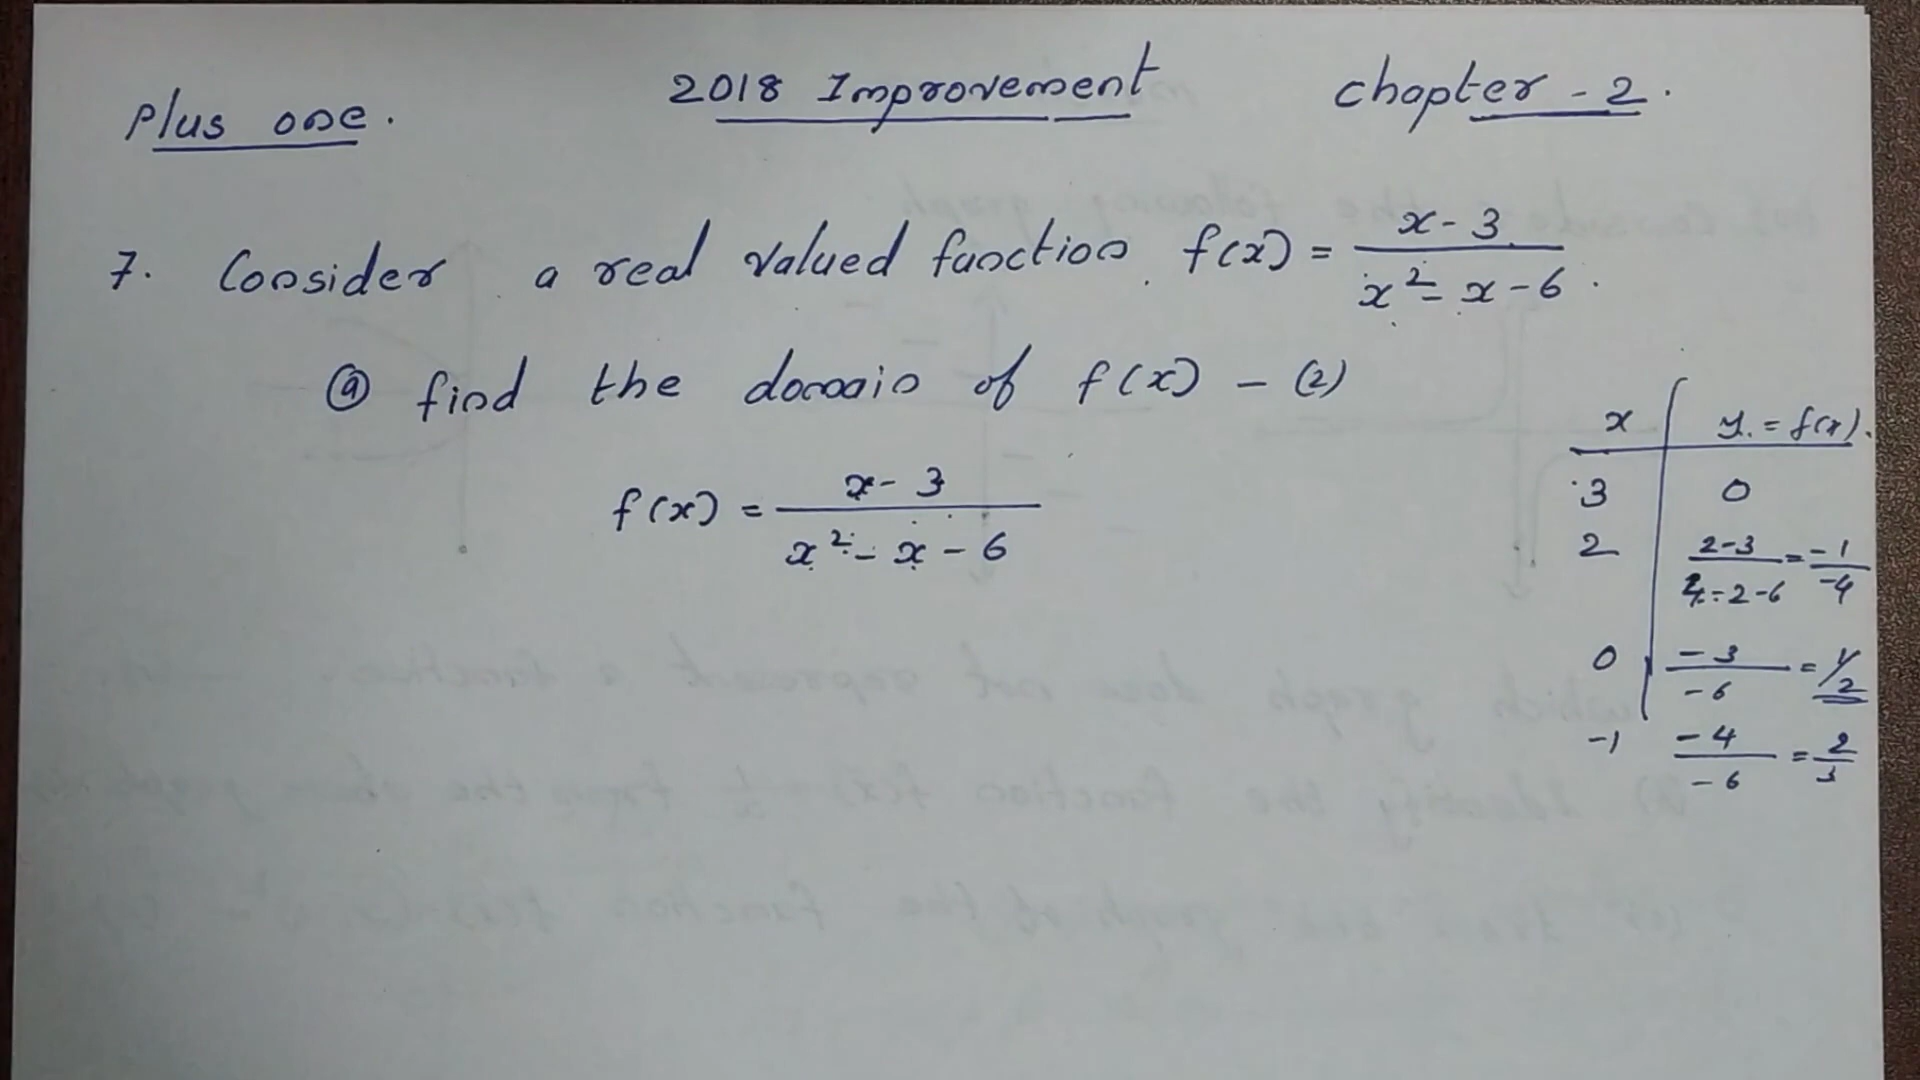 Plus one.
2018 Improvement
chapter - 2.
7. Consider a real valued function f(x) = (x - 3)/(x² - x - 6).
ⓐ find the domain of f(x) - (2)
f(x) = (x - 3)/(x² - x - 6)
x | y = f(x).
3 | 0
2 | (2-3)/(4-2-6) = -1/-4
0 | -3/-6 = 1/2
-1 | -4/-6 = 2/3